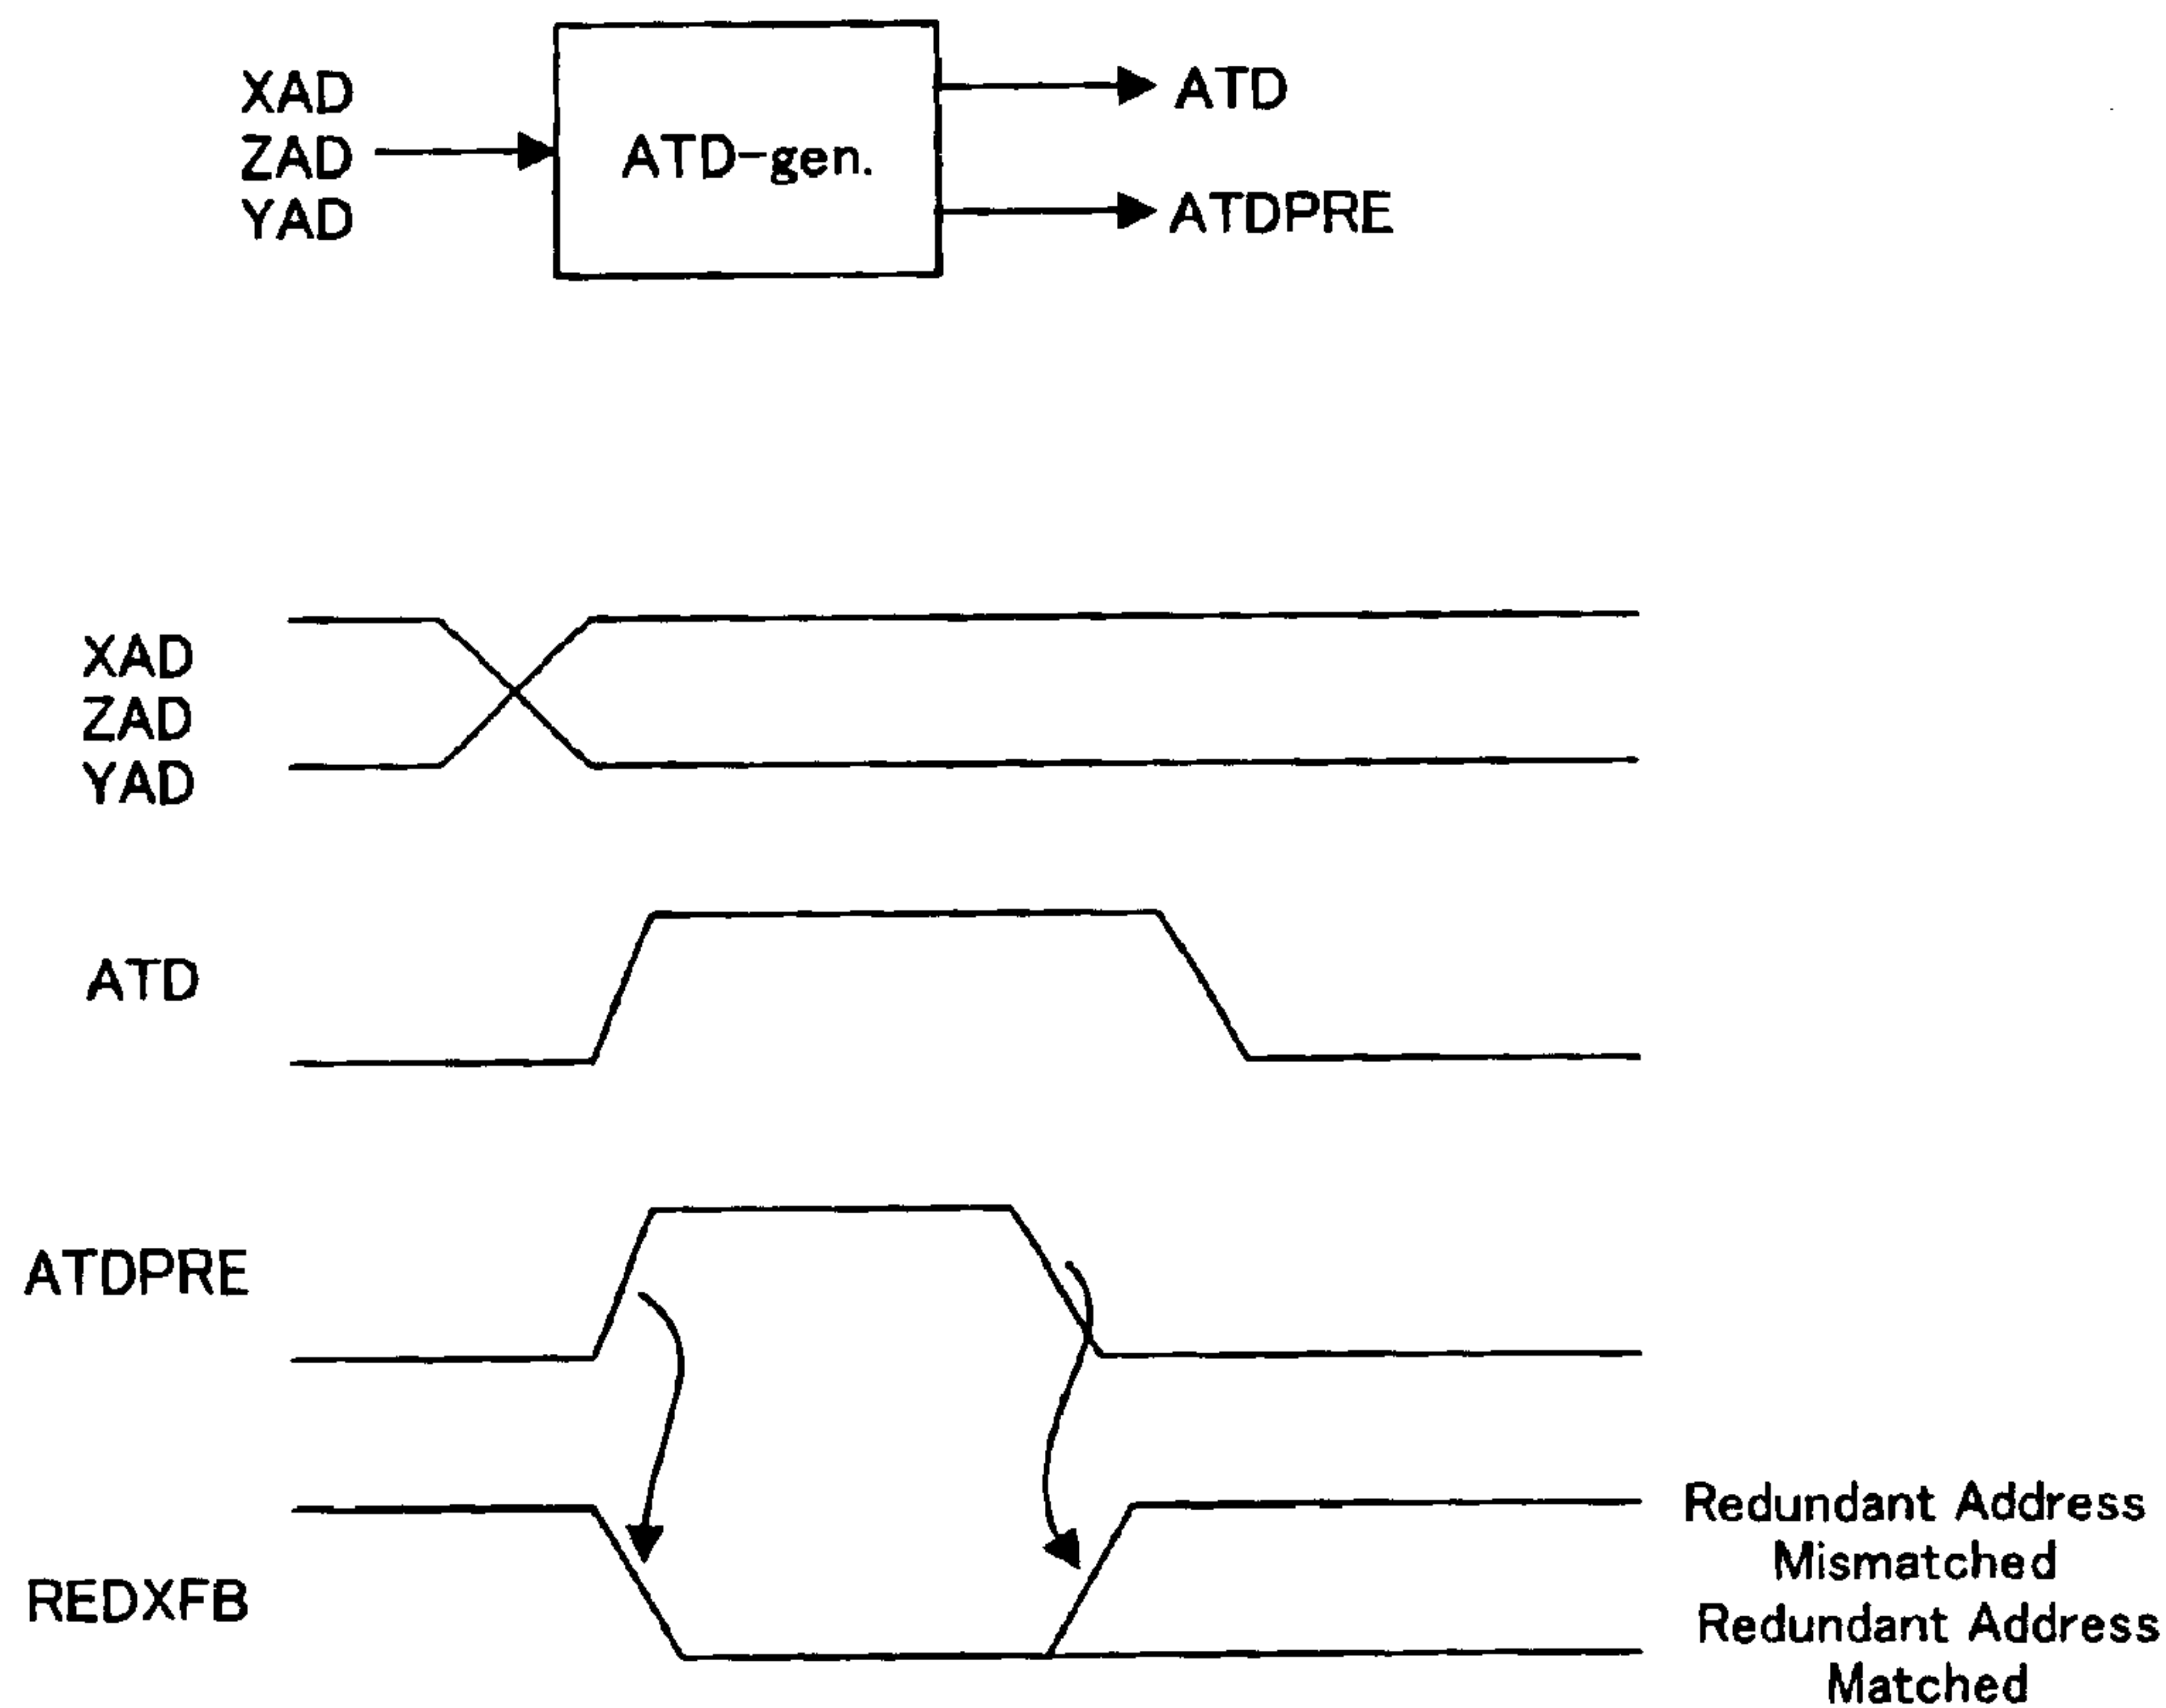 XAD
ZAD
YAD
ATD-gen.
ATD
ATDPRE
XAD
ZAD
YAD
ATD
ATDPRE
REDXFB
Redundant Address
Mismatched
Redundant Address
Matched